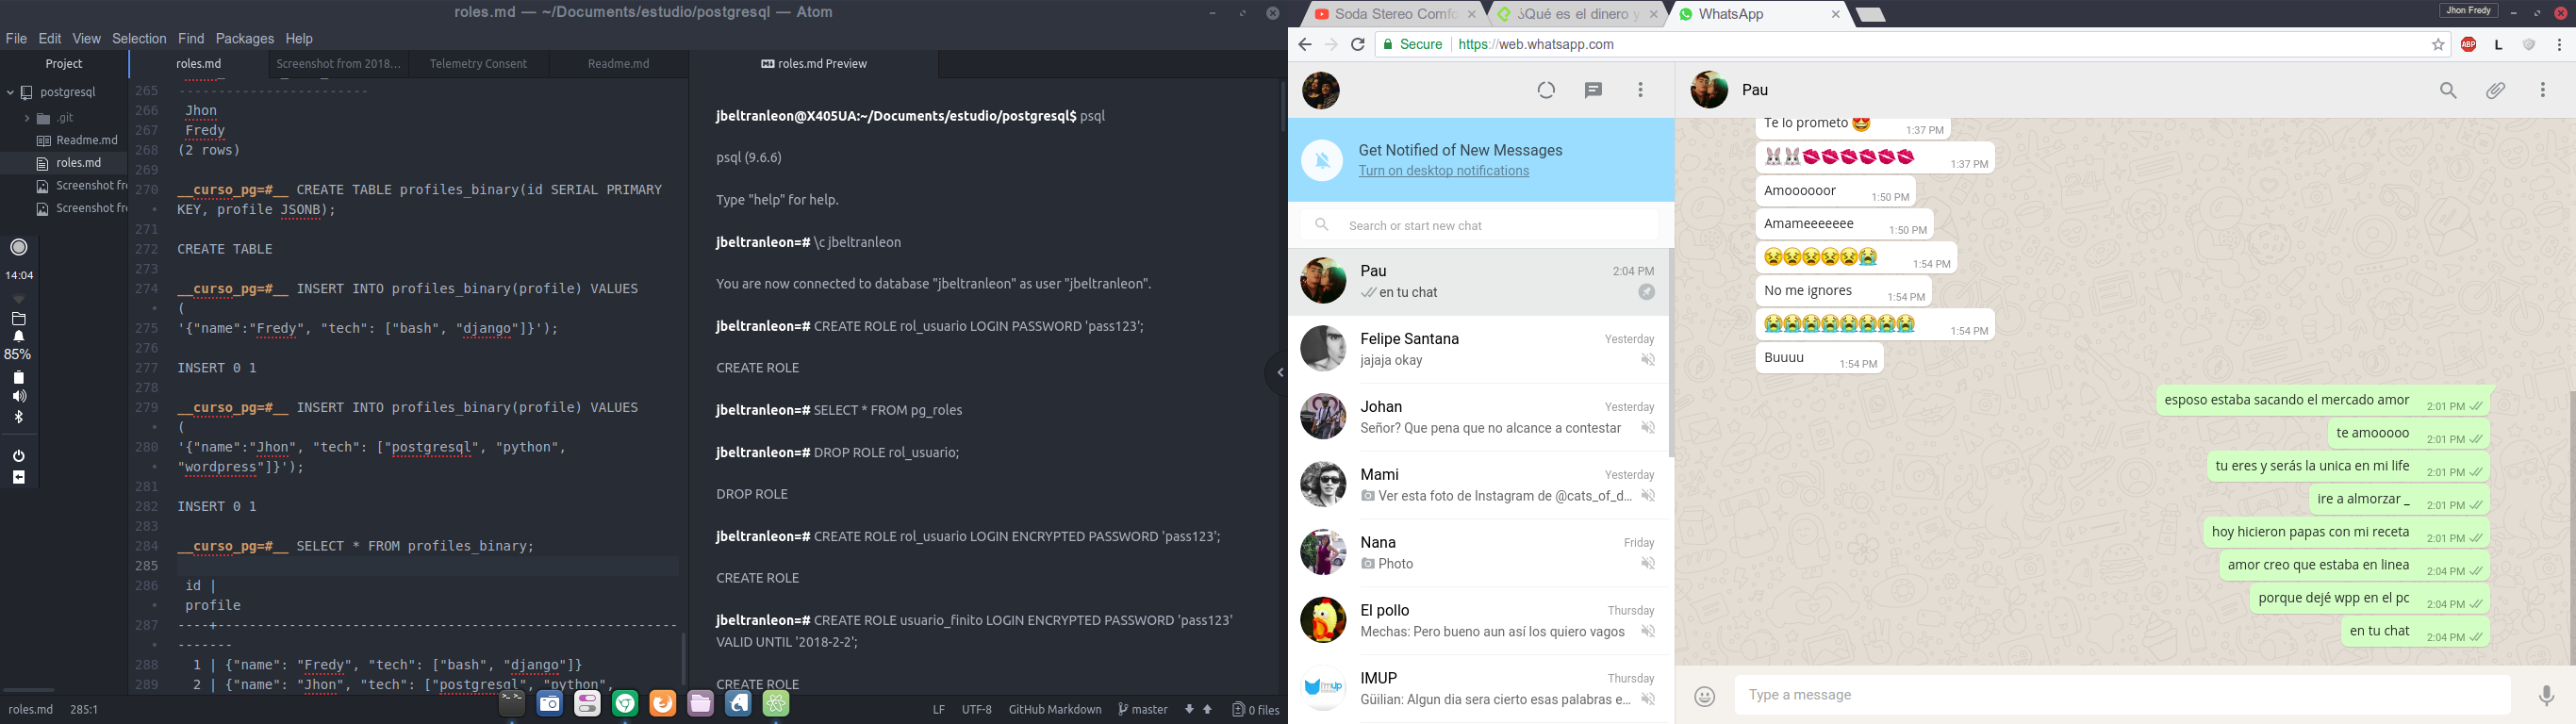 roles.md — ~/Documents/estudio/postgresql — Atom
File Edit View Selection Find Packages Help
Project
roles.md
Screenshot from 2018...
Telemetry Consent
Readme.md
roles.md Preview
postgresql
.git
Readme.md
roles.md
Screenshot fr
Screenshot fr
14:04
85%
265 -----------------------
266 Jhon
267 Fredy
268 (2 rows)
269
270 __curso_pg=#__ CREATE TABLE profiles_binary(id SERIAL PRIMARY
• KEY, profile JSONB);
271
272 CREATE TABLE
273
274 __curso_pg=#__ INSERT INTO profiles_binary(profile) VALUES
• (
275 '{"name":"Fredy", "tech": ["bash", "django"]}');
276
277 INSERT 0 1
278
279 __curso_pg=#__ INSERT INTO profiles_binary(profile) VALUES
• (
280 '{"name":"Jhon", "tech": ["postgresql", "python",
• "wordpress"]}');
281
282 INSERT 0 1
283
284 __curso_pg=#__ SELECT * FROM profiles_binary;
285
286 id |
• profile
287 ----+----------------------------------------------------------
• -------
288 1 | {"name": "Fredy", "tech": ["bash", "django"]}
289 2 | {"name": "Jhon", "tech": ["postgresql", "python",
jbeltranleon@X405UA:~/Documents/estudio/postgresql$ psql
psql (9.6.6)
Type "help" for help.
jbeltranleon=# \c jbeltranleon
You are now connected to database "jbeltranleon" as user "jbeltranleon".
jbeltranleon=# CREATE ROLE rol_usuario LOGIN PASSWORD 'pass123';
CREATE ROLE
jbeltranleon=# SELECT * FROM pg_roles
jbeltranleon=# DROP ROLE rol_usuario;
DROP ROLE
jbeltranleon=# CREATE ROLE rol_usuario LOGIN ENCRYPTED PASSWORD 'pass123';
CREATE ROLE
jbeltranleon=# CREATE ROLE usuario_finito LOGIN ENCRYPTED PASSWORD 'pass123'
VALID UNTIL '2018-2-2';
CREATE ROLE
roles.md 285:1
LF UTF-8 GitHub Markdown master 0 files
Soda Stereo Comfo
¿Qué es el dinero y
WhatsApp
Jhon Fredy
Secure https://web.whatsapp.com
ABP L
Get Notified of New Messages
Turn on desktop notifications
Search or start new chat
Pau 2:04 PM
en tu chat
Felipe Santana Yesterday
jajaja okay
Johan Yesterday
Señor? Que pena que no alcance a contestar
Mami Yesterday
Ver esta foto de Instagram de @cats_of_d...
Nana Friday
Photo
El pollo Thursday
Mechas: Pero bueno aun así los quiero vagos
IMUP Thursday
Güilian: Algun dia sera cierto esas palabras e...
Pau
Te lo prometo 😍 1:37 PM
🐰🐰💋💋💋💋💋💋 1:37 PM
Amoooooor 1:50 PM
Amameeeeeee 1:50 PM
😣😣😣😣😣😭 1:54 PM
No me ignores 1:54 PM
😭😭😭😭😭😭😭😭 1:54 PM
Buuuu 1:54 PM
esposo estaba sacando el mercado amor 2:01 PM
te amooooo 2:01 PM
tu eres y serás la unica en mi life 2:01 PM
ire a almorzar _ 2:01 PM
hoy hicieron papas con mi receta 2:01 PM
amor creo que estaba en linea 2:04 PM
porque dejé wpp en el pc 2:04 PM
en tu chat 2:04 PM
Type a message